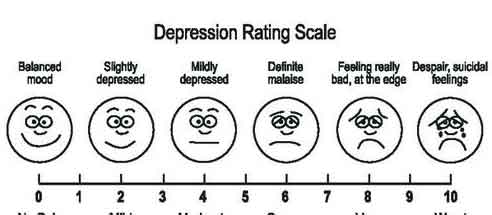 Depression Rating Scale
Balanced mood
Slightly depressed
Mildly depressed
Definite malaise
Feeling really bad, at the edge
Despair, suicidal feelings
0 1 2 3 4 5 6 7 8 9 10